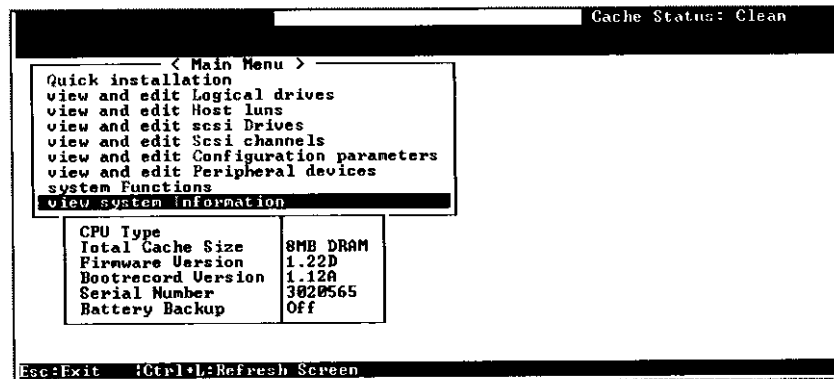 Cache Status: Clean
< Main Menu >
Quick installation
view and edit Logical drives
view and edit Host luns
view and edit scsi Drives
view and edit Scsi channels
view and edit Configuration parameters
view and edit Peripheral devices
system Functions
view system Information
CPU Type
Total Cache Size 8MB DRAM
Firmware Version 1.22D
Bootrecord Version 1.12A
Serial Number 3020565
Battery Backup Off
Esc:Exit |Ctrl+L:Refresh Screen